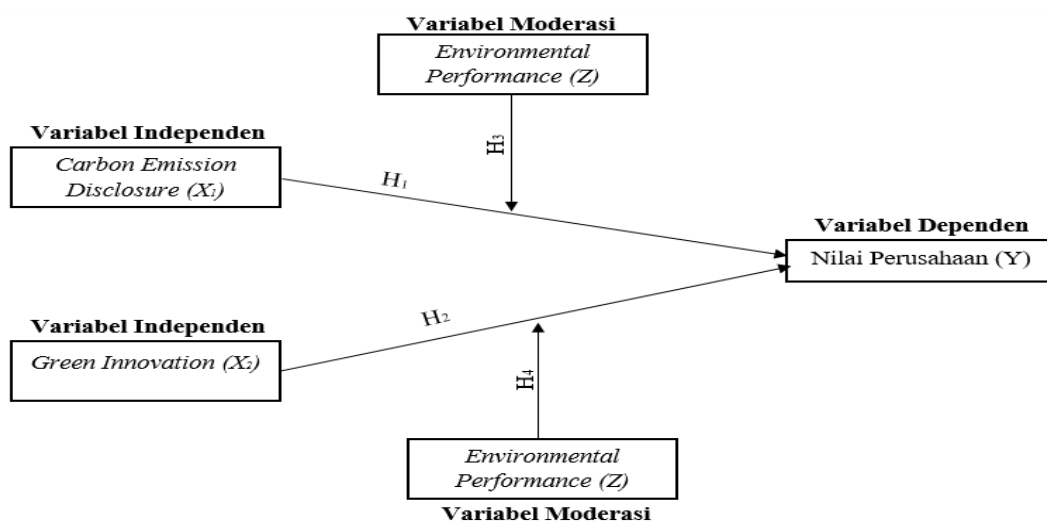 Variabel Moderasi
Environmental
Performance (Z)
H₃
Variabel Independen
Carbon Emission
Disclosure (X₁)
H₁
Variabel Dependen
Nilai Perusahaan (Y)
Variabel Independen
Green Innovation (X₂)
H₂
H₄
Environmental
Performance (Z)
Variabel Moderasi